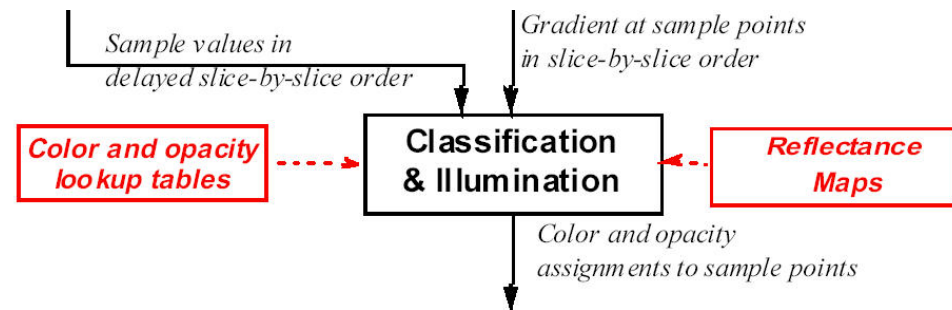 Sample values in
delayed slice-by-slice order
Gradient at sample points
in slice-by-slice order
Color and opacity
lookup tables
Classification
& Illumination
Reflectance
Maps
Color and opacity
assignments to sample points